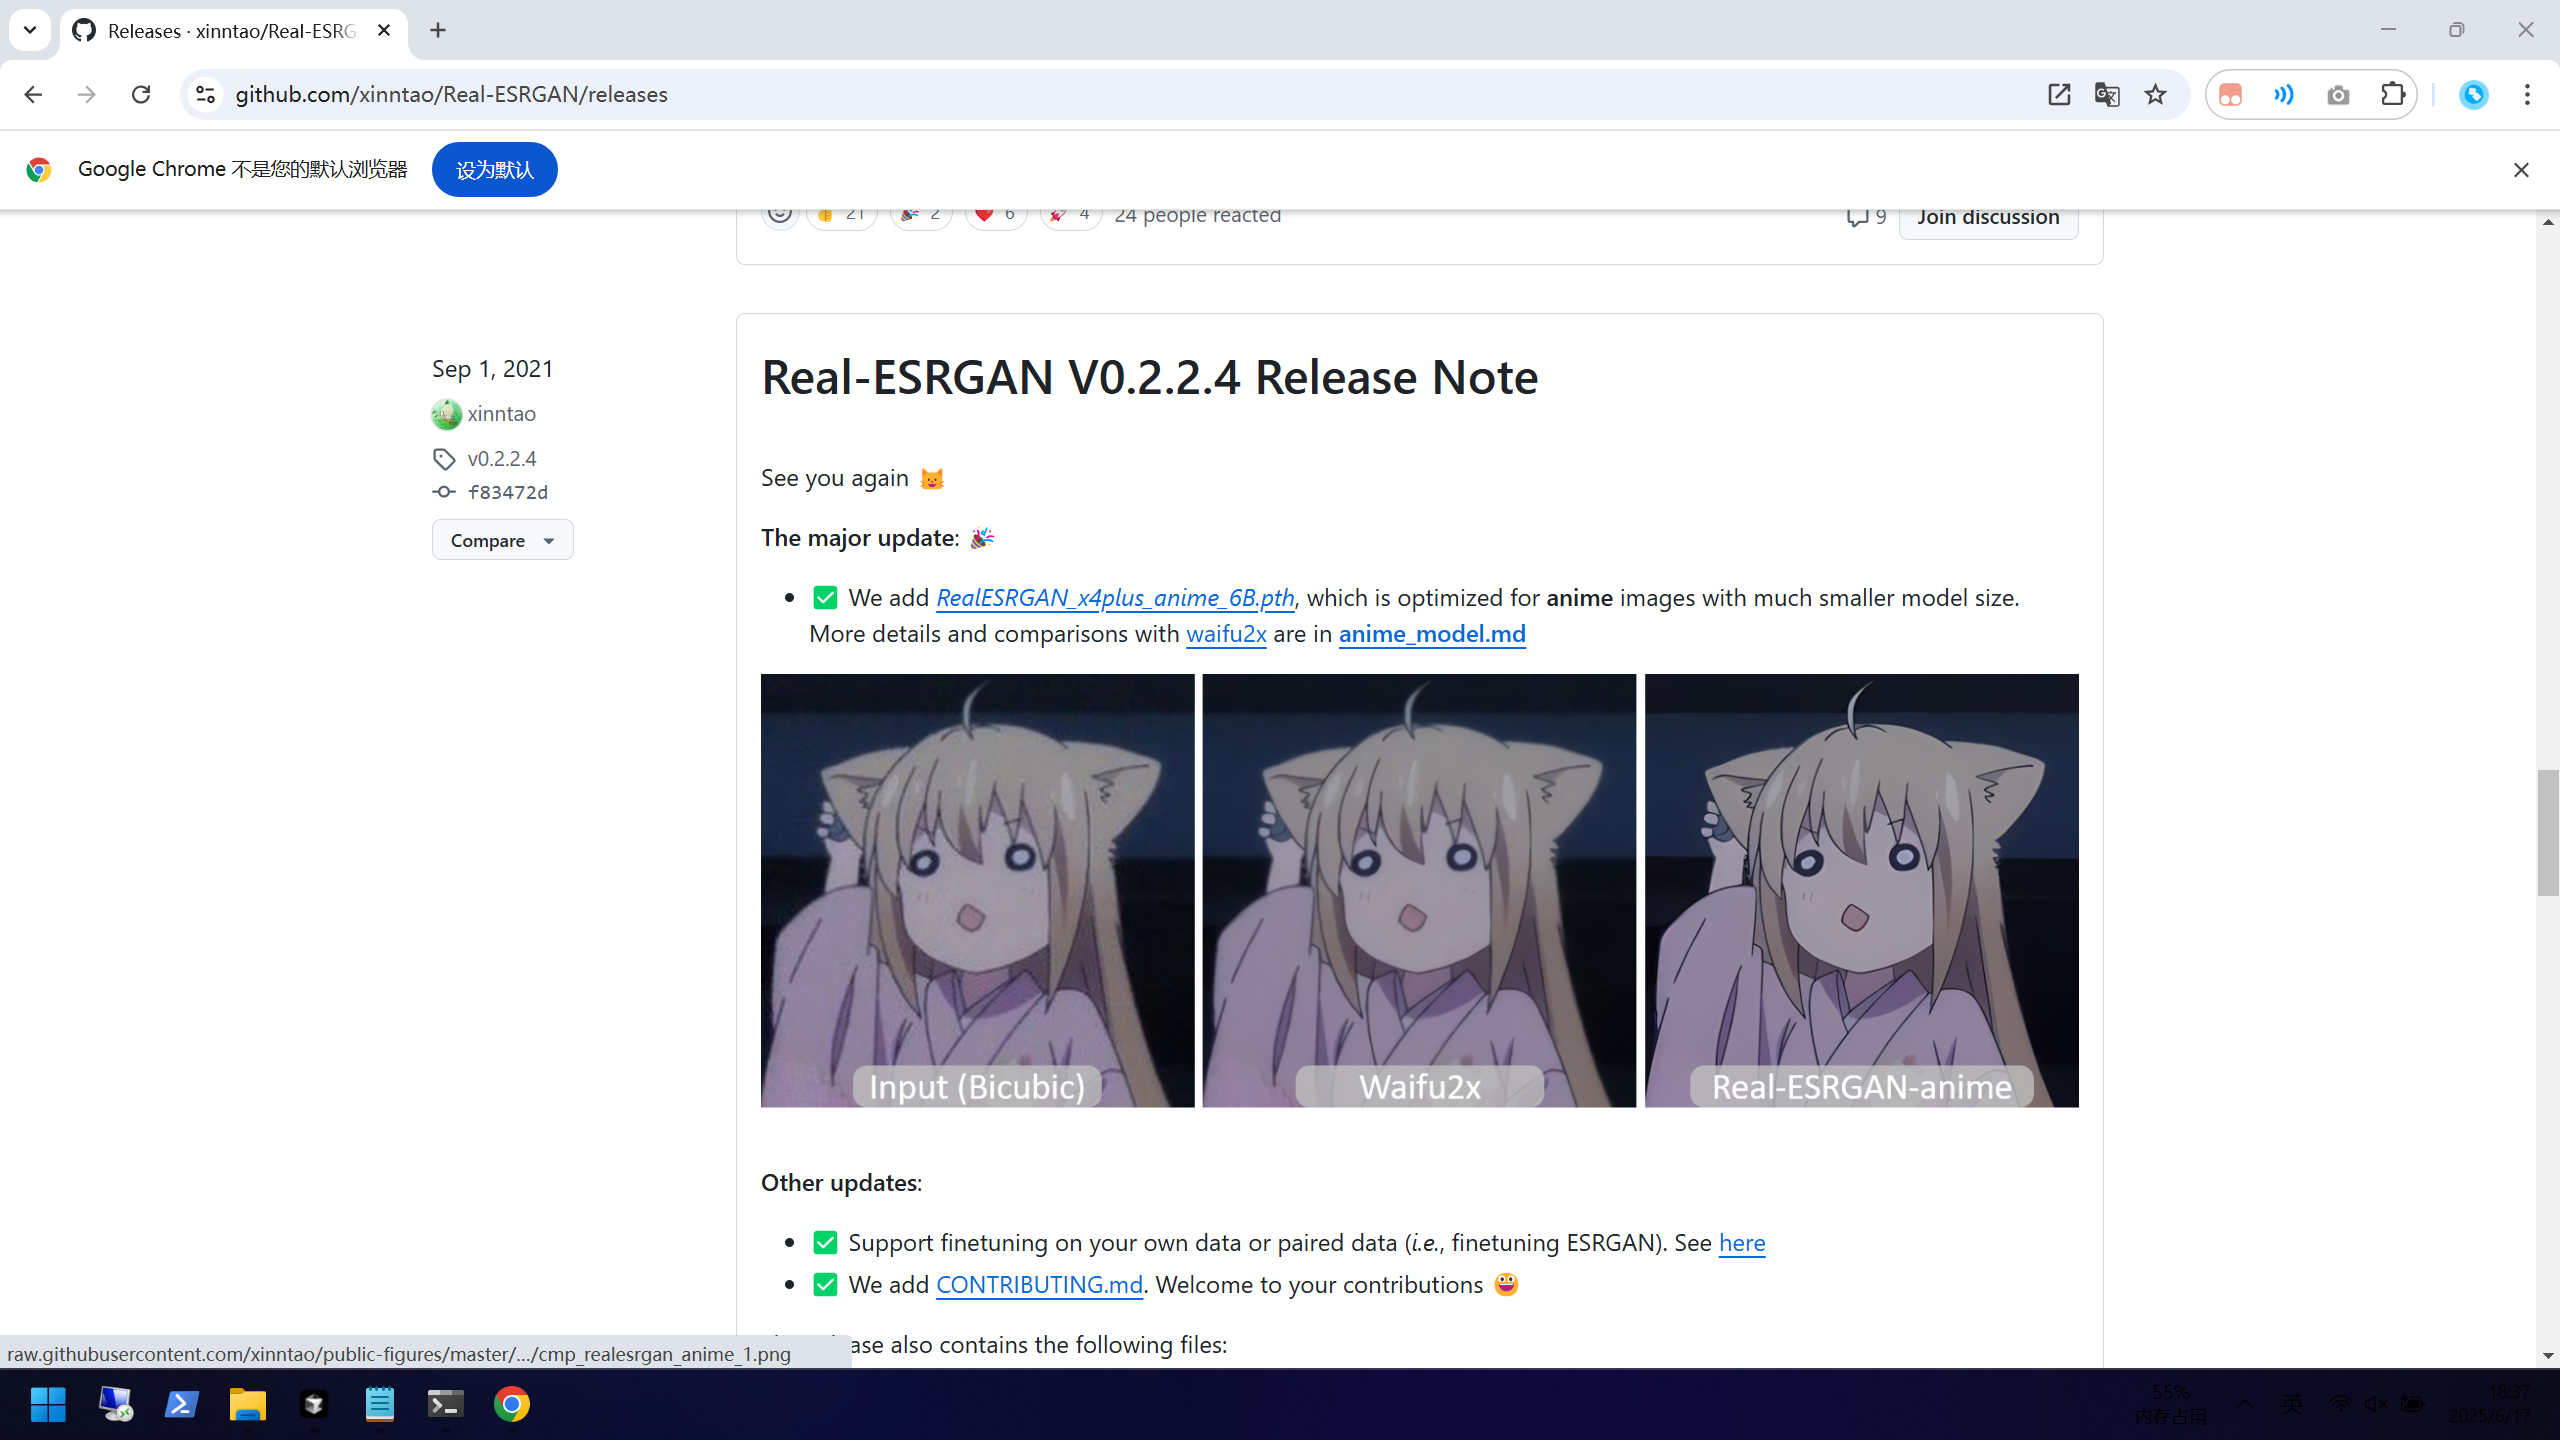 Releases · xinntao/Real-ESRG
github.com/xinntao/Real-ESRGAN/releases
Google Chrome 不是您的默认浏览器
设为默认
21
2
6
4
24 people reacted
9
Join discussion
Sep 1, 2021
xinntao
v0.2.2.4
f83472d
Compare
Real-ESRGAN V0.2.2.4 Release Note
See you again 😺
The major update: 🎉
✅ We add RealESRGAN_x4plus_anime_6B.pth, which is optimized for anime images with much smaller model size.
More details and comparisons with waifu2x are in anime_model.md
Input (Bicubic)
Waifu2x
Real-ESRGAN-anime
Other updates:
✅ Support finetuning on your own data or paired data (i.e., finetuning ESRGAN). See here
✅ We add CONTRIBUTING.md. Welcome to your contributions 😀
also contains the following files:
raw.githubusercontent.com/xinntao/public-figures/master/.../cmp_realesrgan_anime_1.png
55%
内存占用
英
18:37
2025/6/17